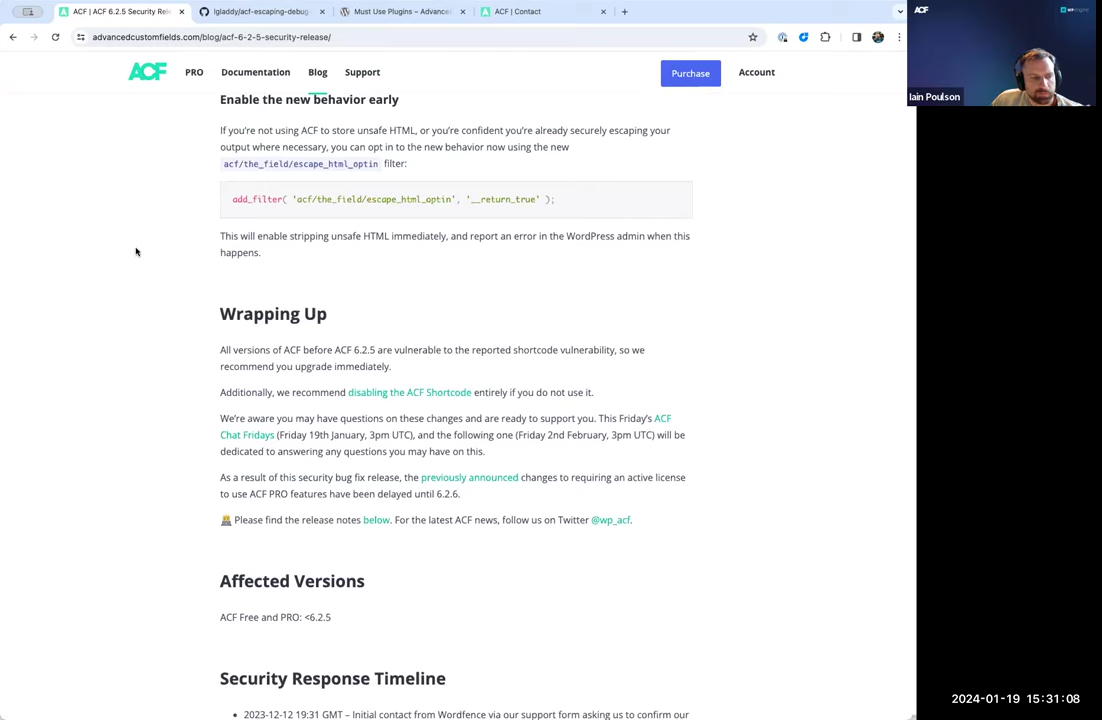 ACF | ACF 6.2.5 Security Rel
lgladdy/acf-escaping-debug
Must Use Plugins – Advance
ACF | Contact
advancedcustomfields.com/blog/acf-6-2-5-security-release/
ACF
WP engine
Iain Poulson
ACF
PRO
Documentation
Blog
Support
Purchase
Account
Enable the new behavior early
If you're not using ACF to store unsafe HTML, or you're confident you're already securely escaping your
output where necessary, you can opt in to the new behavior now using the new
acf/the_field/escape_html_optin filter:
add_filter( 'acf/the_field/escape_html_optin', '__return_true' );
This will enable stripping unsafe HTML immediately, and report an error in the WordPress admin when this
happens.
Wrapping Up
All versions of ACF before ACF 6.2.5 are vulnerable to the reported shortcode vulnerability, so we
recommend you upgrade immediately.
Additionally, we recommend disabling the ACF Shortcode entirely if you do not use it.
We're aware you may have questions on these changes and are ready to support you. This Friday's ACF
Chat Fridays (Friday 19th January, 3pm UTC), and the following one (Friday 2nd February, 3pm UTC) will be
dedicated to answering any questions you may have on this.
As a result of this security bug fix release, the previously announced changes to requiring an active license
to use ACF PRO features have been delayed until 6.2.6.
Please find the release notes below. For the latest ACF news, follow us on Twitter @wp_acf.
Affected Versions
ACF Free and PRO: <6.2.5
Security Response Timeline
• 2023-12-12 19:31 GMT – Initial contact from Wordfence via our support form asking us to confirm our
2024-01-19 15:31:08